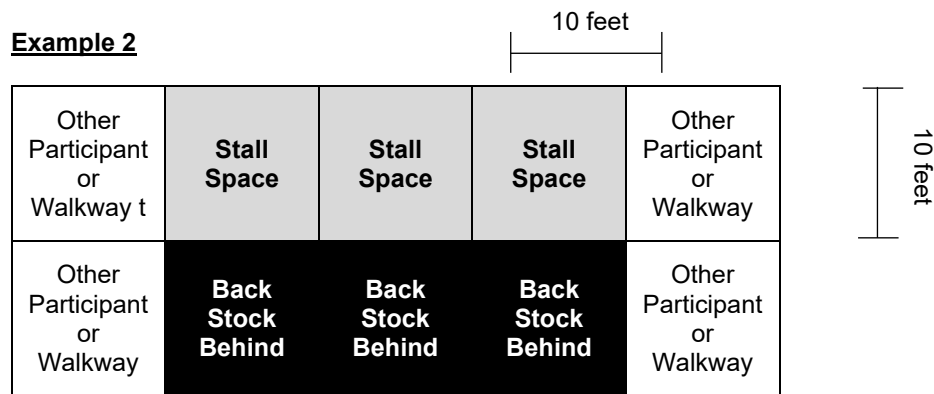 10 feet
Example 2
Other
Participant
or
Walkway t
Stall
Space
Stall
Space
Stall
Space
Other
Participant
or
Walkway
10 feet
Other
Participant
or
Walkway
Back
Stock
Behind
Back
Stock
Behind
Back
Stock
Behind
Other
Participant
or
Walkway